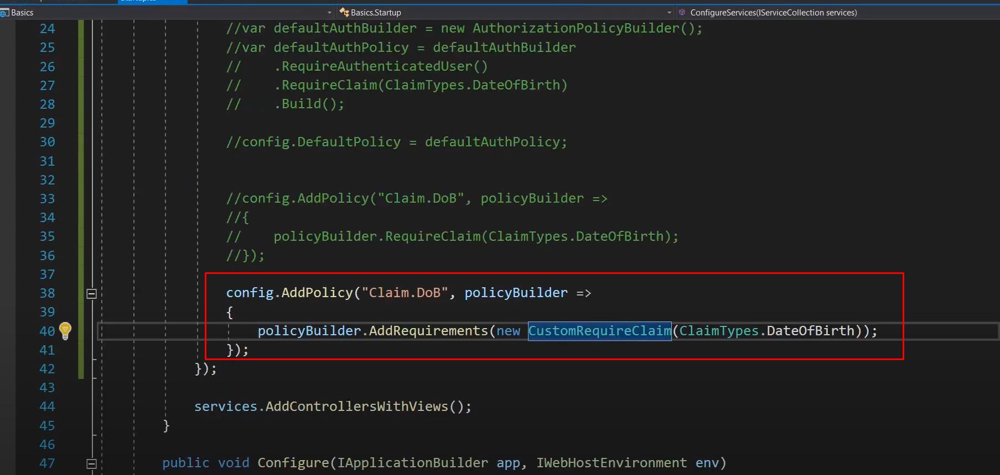 Basics
Basics.Startup
ConfigureServices(IServiceCollection services)
24 //var defaultAuthBuilder = new AuthorizationPolicyBuilder();
25 //var defaultAuthPolicy = defaultAuthBuilder
26 //    .RequireAuthenticatedUser()
27 //    .RequireClaim(ClaimTypes.DateOfBirth)
28 //    .Build();
29
30 //config.DefaultPolicy = defaultAuthPolicy;
31
32
33 //config.AddPolicy("Claim.DoB", policyBuilder =>
34 //{
35 //    policyBuilder.RequireClaim(ClaimTypes.DateOfBirth);
36 //});
37
38 config.AddPolicy("Claim.DoB", policyBuilder =>
39 {
40     policyBuilder.AddRequirements(new CustomRequireClaim(ClaimTypes.DateOfBirth));
41 });
42 });
43
44 services.AddControllersWithViews();
45 }
46
47 public void Configure(IApplicationBuilder app, IWebHostEnvironment env)